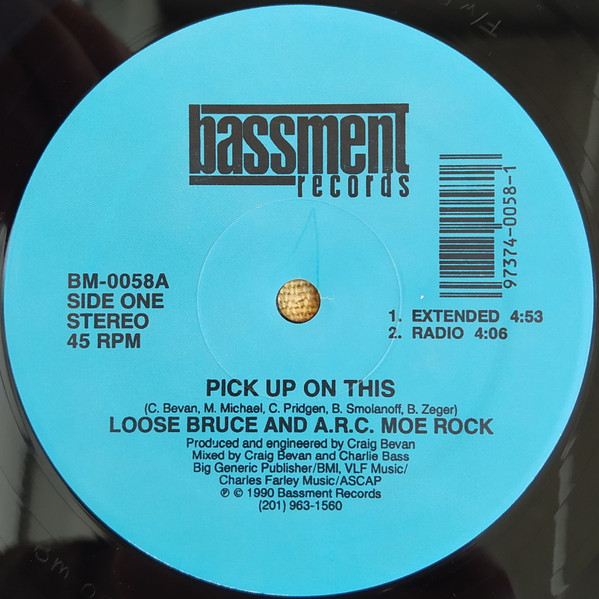 bassment
records
97374-0058-1
BM-0058A
SIDE ONE
STEREO
45 RPM
1. EXTENDED 4:53
2. RADIO 4:06
PICK UP ON THIS
(C. Bevan, M. Michael, C. Pridgen, B. Smolanoff, B. Zeger)
LOOSE BRUCE AND A.R.C. MOE ROCK
Produced and engineered by Craig Bevan
Mixed by Craig Bevan and Charlie Bass
Big Generic Publisher/BMI, VLF Music/
Charles Farley Music/ASCAP
℗ © 1990 Bassment Records
(201) 963-1560